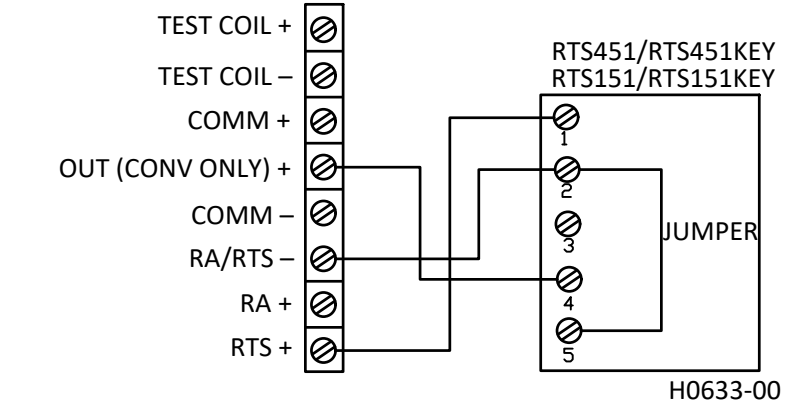 TEST COIL +
TEST COIL –
COMM +
OUT (CONV ONLY) +
COMM –
RA/RTS –
RA +
RTS +
RTS451/RTS451KEY
RTS151/RTS151KEY
1
2
3
4
5
JUMPER
H0633-00